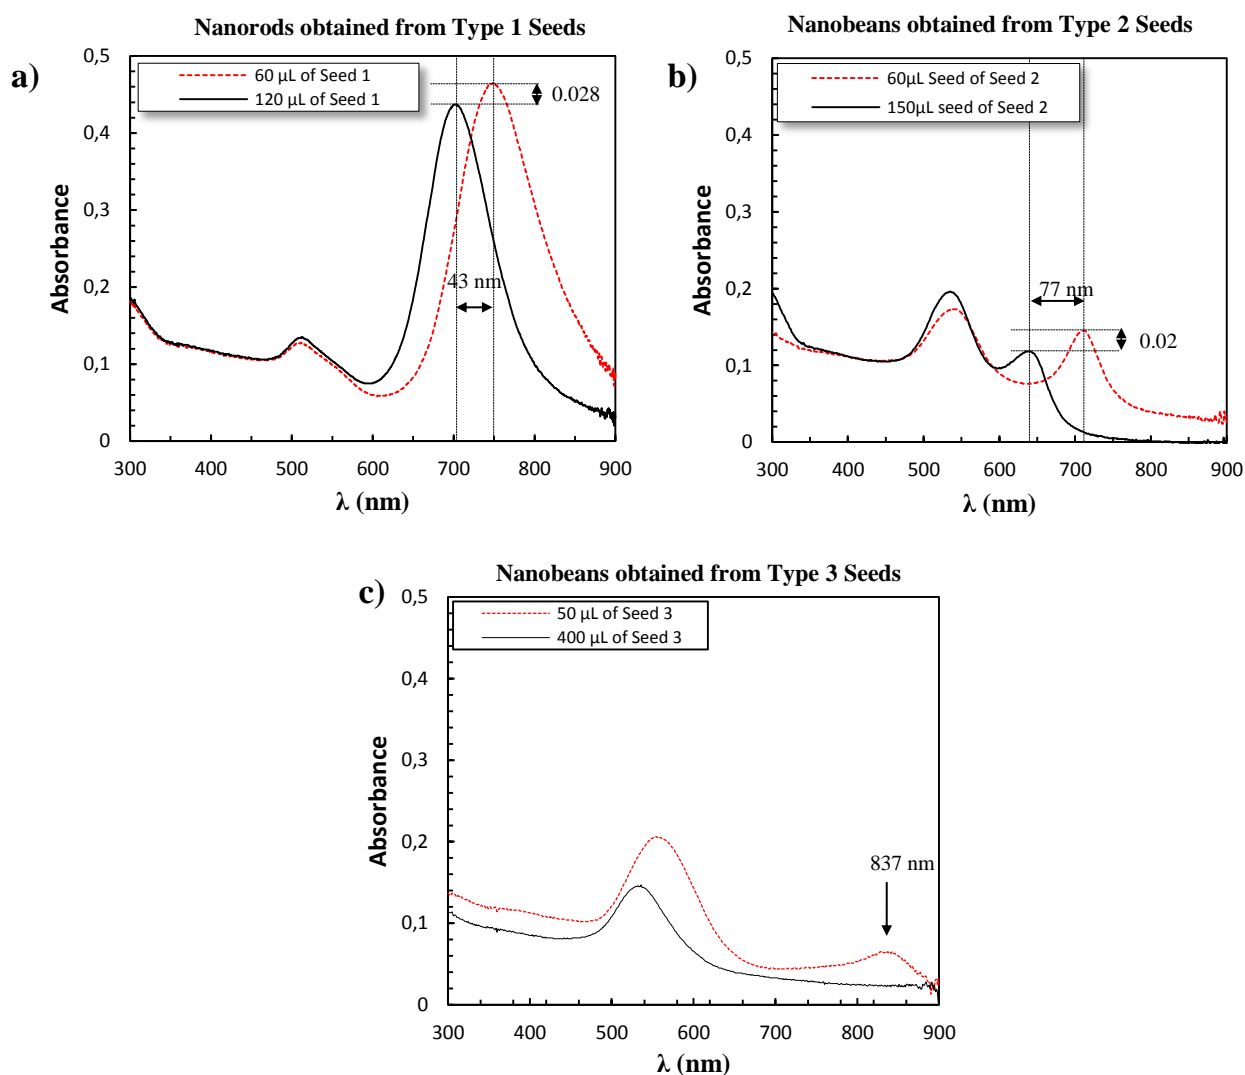 Nanorods obtained from Type 1 Seeds
a)
60 µL of Seed 1
120 µL of Seed 1
0.028
43 nm
0,5
0,4
0,3
0,2
0,1
0
Absorbance
300 400 500 600 700 800 900
λ (nm)
Nanobeans obtained from Type 2 Seeds
b)
60µL Seed of Seed 2
150µL seed of Seed 2
77 nm
0.02
0,5
0,4
0,3
0,2
0,1
0
Absorbance
300 400 500 600 700 800 900
λ (nm)
Nanobeans obtained from Type 3 Seeds
c)
50 µL of Seed 3
400 µL of Seed 3
837 nm
0,5
0,4
0,3
0,2
0,1
0
Absorbance
300 400 500 600 700 800 900
λ (nm)